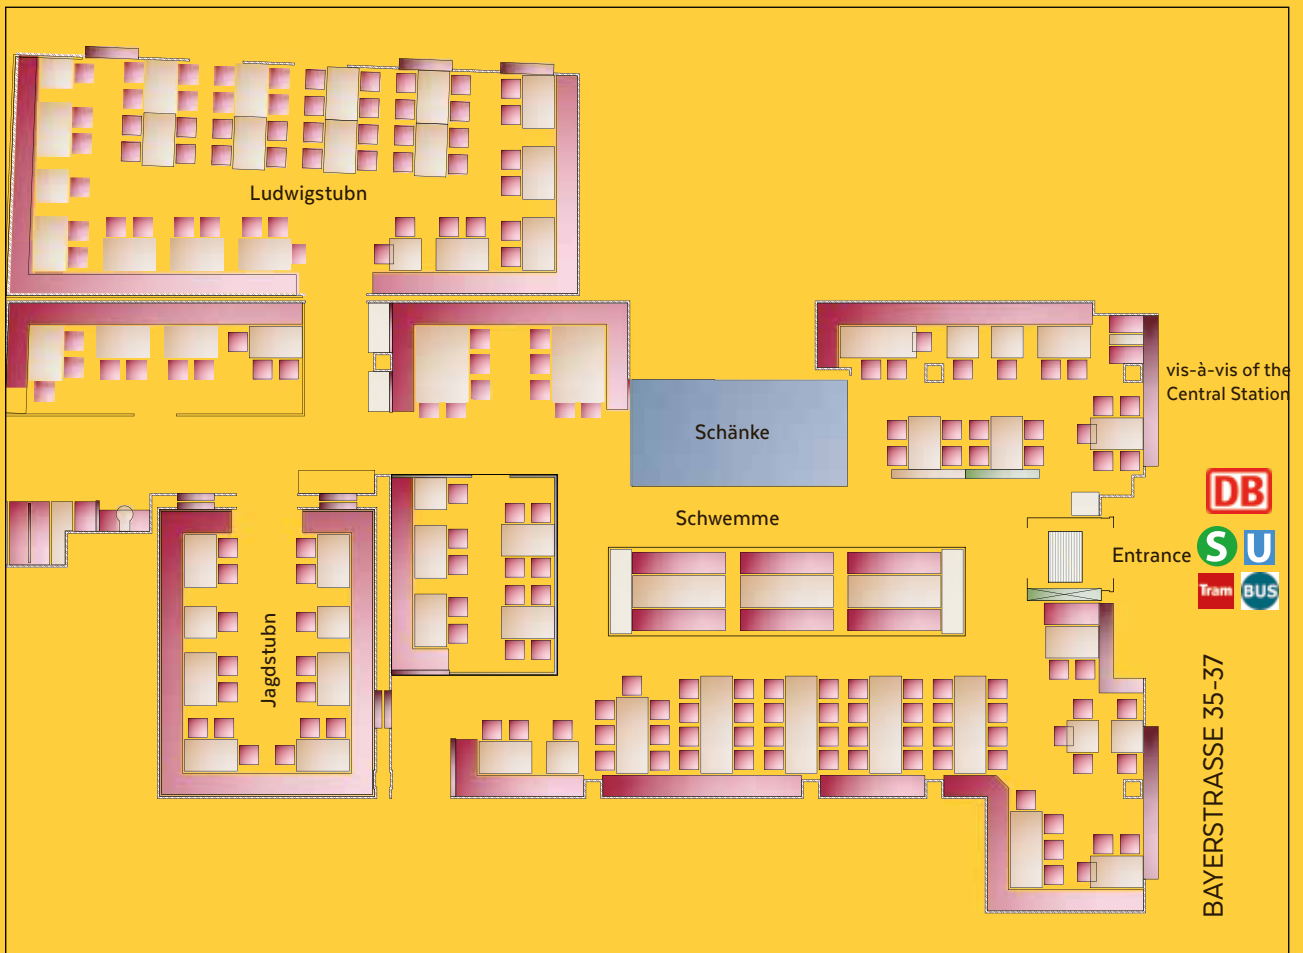 Ludwigstubn
vis-à-vis of the
Central Station
Schänke
DB
Schwemme
Entrance
S
U
Tram
BUS
Jagdstubn
BAYERSTRASSE 35-37